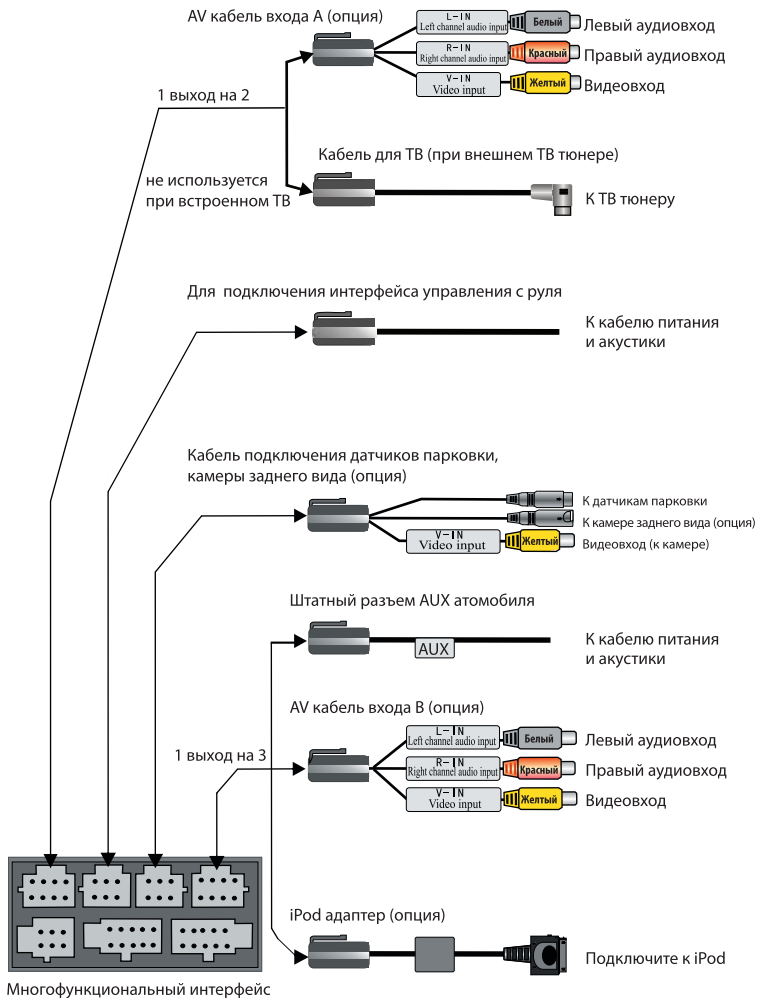 AV кабель входа А (опция)
L-IN
Left channel audio input
Белый
Левый аудиовход
R-IN
Right channel audio input
Красный
Правый аудиовход
V-IN
Video input
Желтый
Видеовход
1 выход на 2
Кабель для ТВ (при внешнем ТВ тюнере)
не используется
при встроенном ТВ
К ТВ тюнеру
Для подключения интерфейса управления с руля
К кабелю питания
и акустики
Кабель подключения датчиков парковки,
камеры заднего вида (опция)
К датчикам парковки
К камере заднего вида (опция)
V-IN
Video input
Желтый
Видеовход (к камере)
Штатный разъем AUX атомобиля
AUX
К кабелю питания
и акустики
AV кабель входа В (опция)
L-IN
Left channel audio input
Белый
Левый аудиовход
1 выход на 3
R-IN
Right channel audio input
Красный
Правый аудиовход
V-IN
Video input
Желтый
Видеовход
iPod адаптер (опция)
Подключите к iPod
Многофункциональный интерфейс